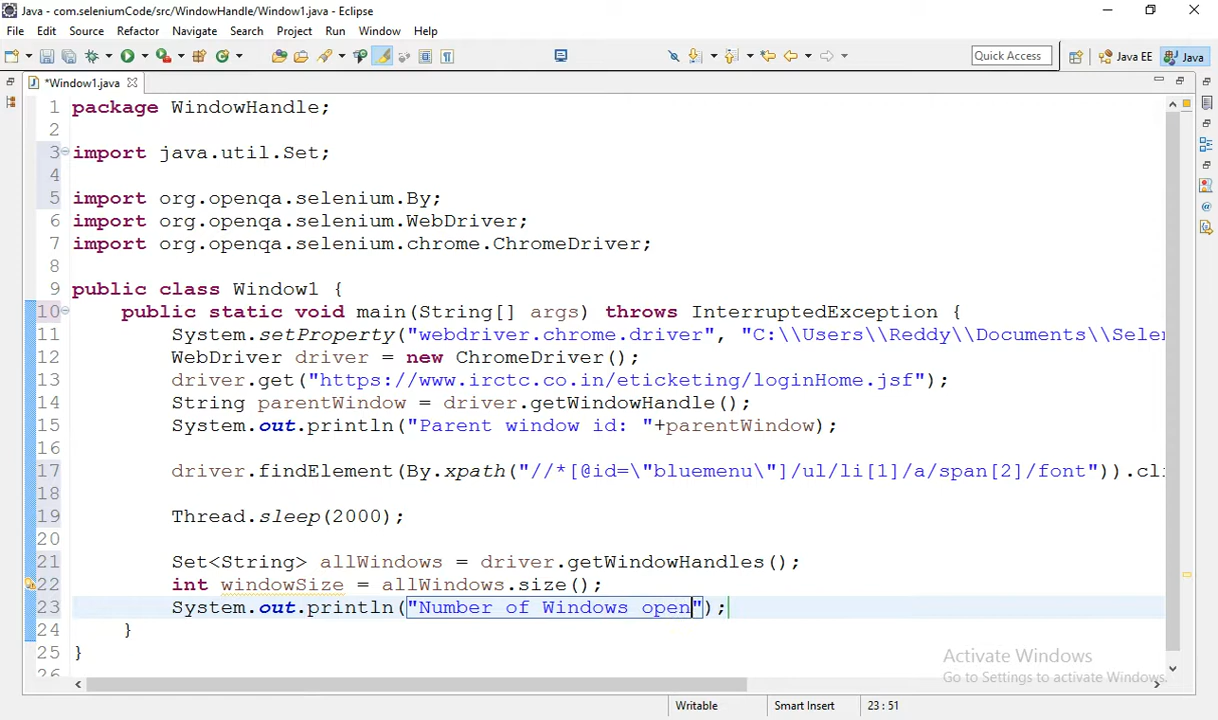 Java - com.seleniumCode/src/WindowHandle/Window1.java - Eclipse
File Edit Source Refactor Navigate Search Project Run Window Help
Quick Access Java EE Java
*Window1.java
1 package WindowHandle;
2
3 import java.util.Set;
4
5 import org.openqa.selenium.By;
6 import org.openqa.selenium.WebDriver;
7 import org.openqa.selenium.chrome.ChromeDriver;
8
9 public class Window1 {
10 public static void main(String[] args) throws InterruptedException {
11 System.setProperty("webdriver.chrome.driver", "C:\\Users\\Reddy\\Documents\\Sele
12 WebDriver driver = new ChromeDriver();
13 driver.get("https://www.irctc.co.in/eticketing/loginHome.jsf");
14 String parentWindow = driver.getWindowHandle();
15 System.out.println("Parent window id: "+parentWindow);
16
17 driver.findElement(By.xpath("//*[@id=\"bluemenu\"]/ul/li[1]/a/span[2]/font")).cl
18
19 Thread.sleep(2000);
20
21 Set<String> allWindows = driver.getWindowHandles();
22 int windowSize = allWindows.size();
23 System.out.println("Number of Windows open");
24 }
25 }
26
Activate Windows
Go to Settings to activate Windows.
Writable Smart Insert 23 : 51